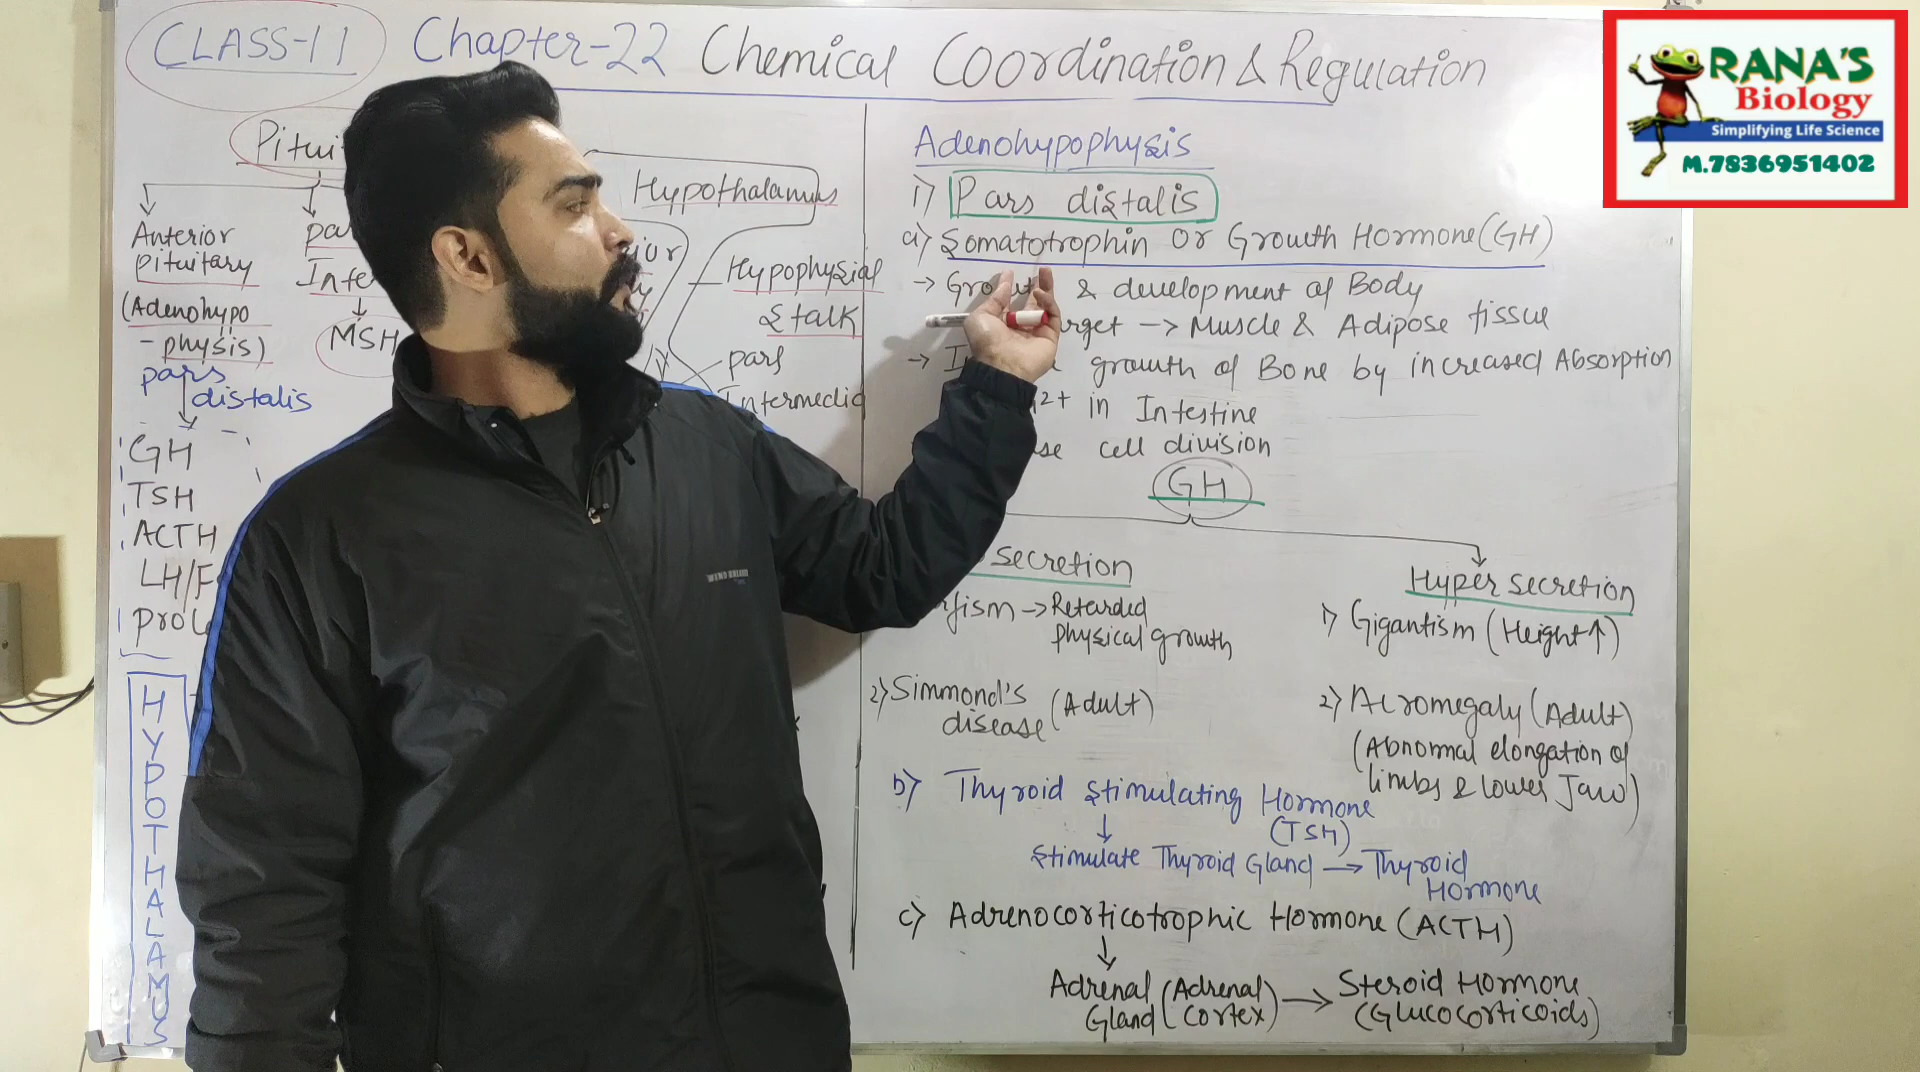 CLASS-11 Chapter-22 Chemical Coordination & Regulation
RANA'S
Biology
Simplifying Life Science
M.7836951402
Hypothalamus
Anterior
pituitary
(Adenohypo
-physis)
pars
distalis
GH
TSH
ACTH
MSH
Hypophysial
stalk
pars
HYPOTHALAMUS
Adenohypophysis
1) Pars distalis
a) Somatotrophin or Growth Hormone (GH)
→ & development of Body
→ Muscle & Adipose tissue
→ growth of Bone by increased Absorption
2+ in Intestine
cell division
GH
secretion
→ Retarded
physical growth
2) Simmond's
disease (Adult)
Hyper secretion
1) Gigantism (Height↑)
2) Acromegaly (Adult)
(Abnormal elongation of
limbs & lower Jaw)
b) Thyroid Stimulating Hormone
(TSH)
↓
Stimulate Thyroid Gland → Thyroid
Hormone
c) Adrenocorticotrophic Hormone (ACTH)
↓
Adrenal (Adrenal → Steroid Hormone
Gland Cortex) (Glucocorticoids)